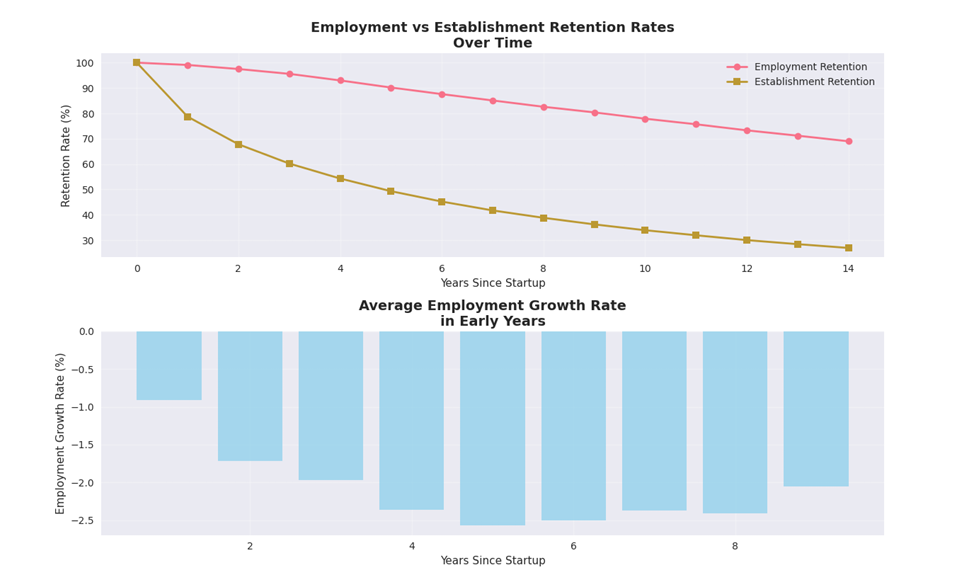 Employment vs Establishment Retention Rates
Over Time
Retention Rate (%)
100
90
80
70
60
50
40
30
Employment Retention
Establishment Retention
0 2 4 6 8 10 12 14
Years Since Startup
Average Employment Growth Rate
in Early Years
Employment Growth Rate (%)
0.0
−0.5
−1.0
−1.5
−2.0
−2.5
2 4 6 8
Years Since Startup